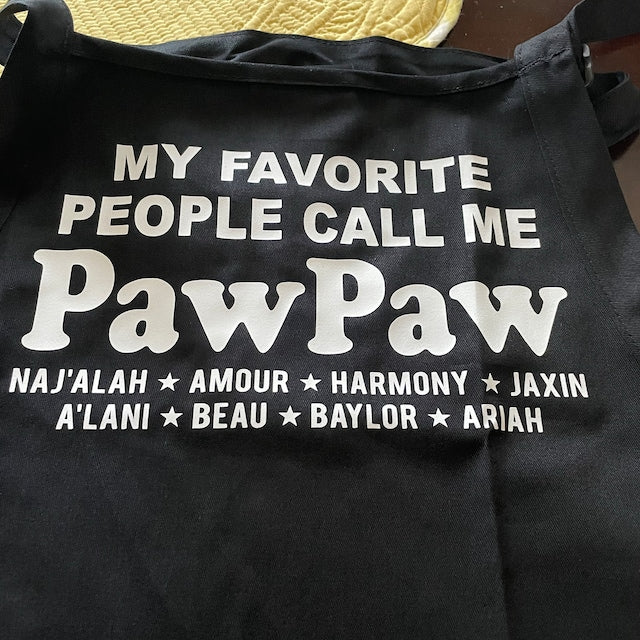 MY FAVORITE
PEOPLE CALL ME
PawPaw
NAJ'ALAH ★ AMOUR ★ HARMONY ★ JAXIN
A'LANI ★ BEAU ★ BAYLOR ★ ARIAH